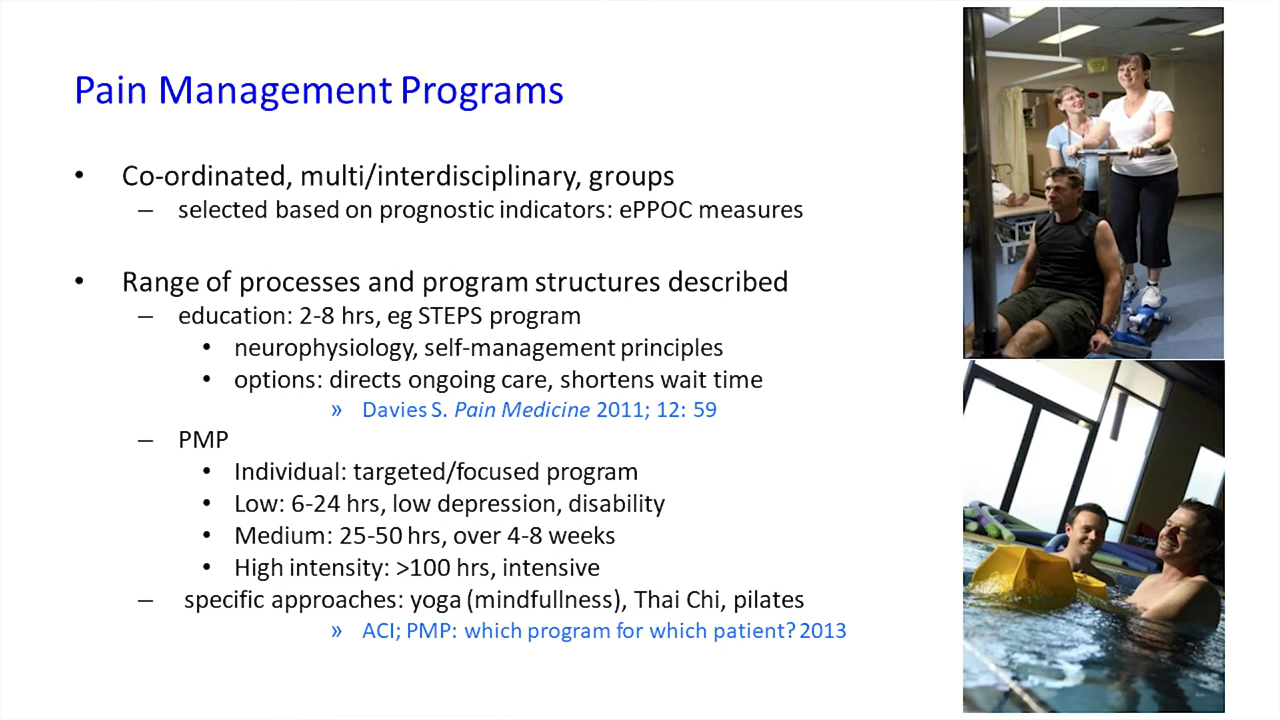 Pain Management Programs
• Co-ordinated, multi/interdisciplinary, groups
– selected based on prognostic indicators: ePPOC measures
• Range of processes and program structures described
– education: 2-8 hrs, eg STEPS program
• neurophysiology, self-management principles
• options: directs ongoing care, shortens wait time
» Davies S. Pain Medicine 2011; 12: 59
– PMP
• Individual: targeted/focused program
• Low: 6-24 hrs, low depression, disability
• Medium: 25-50 hrs, over 4-8 weeks
• High intensity: >100 hrs, intensive
– specific approaches: yoga (mindfullness), Thai Chi, pilates
» ACI; PMP: which program for which patient? 2013